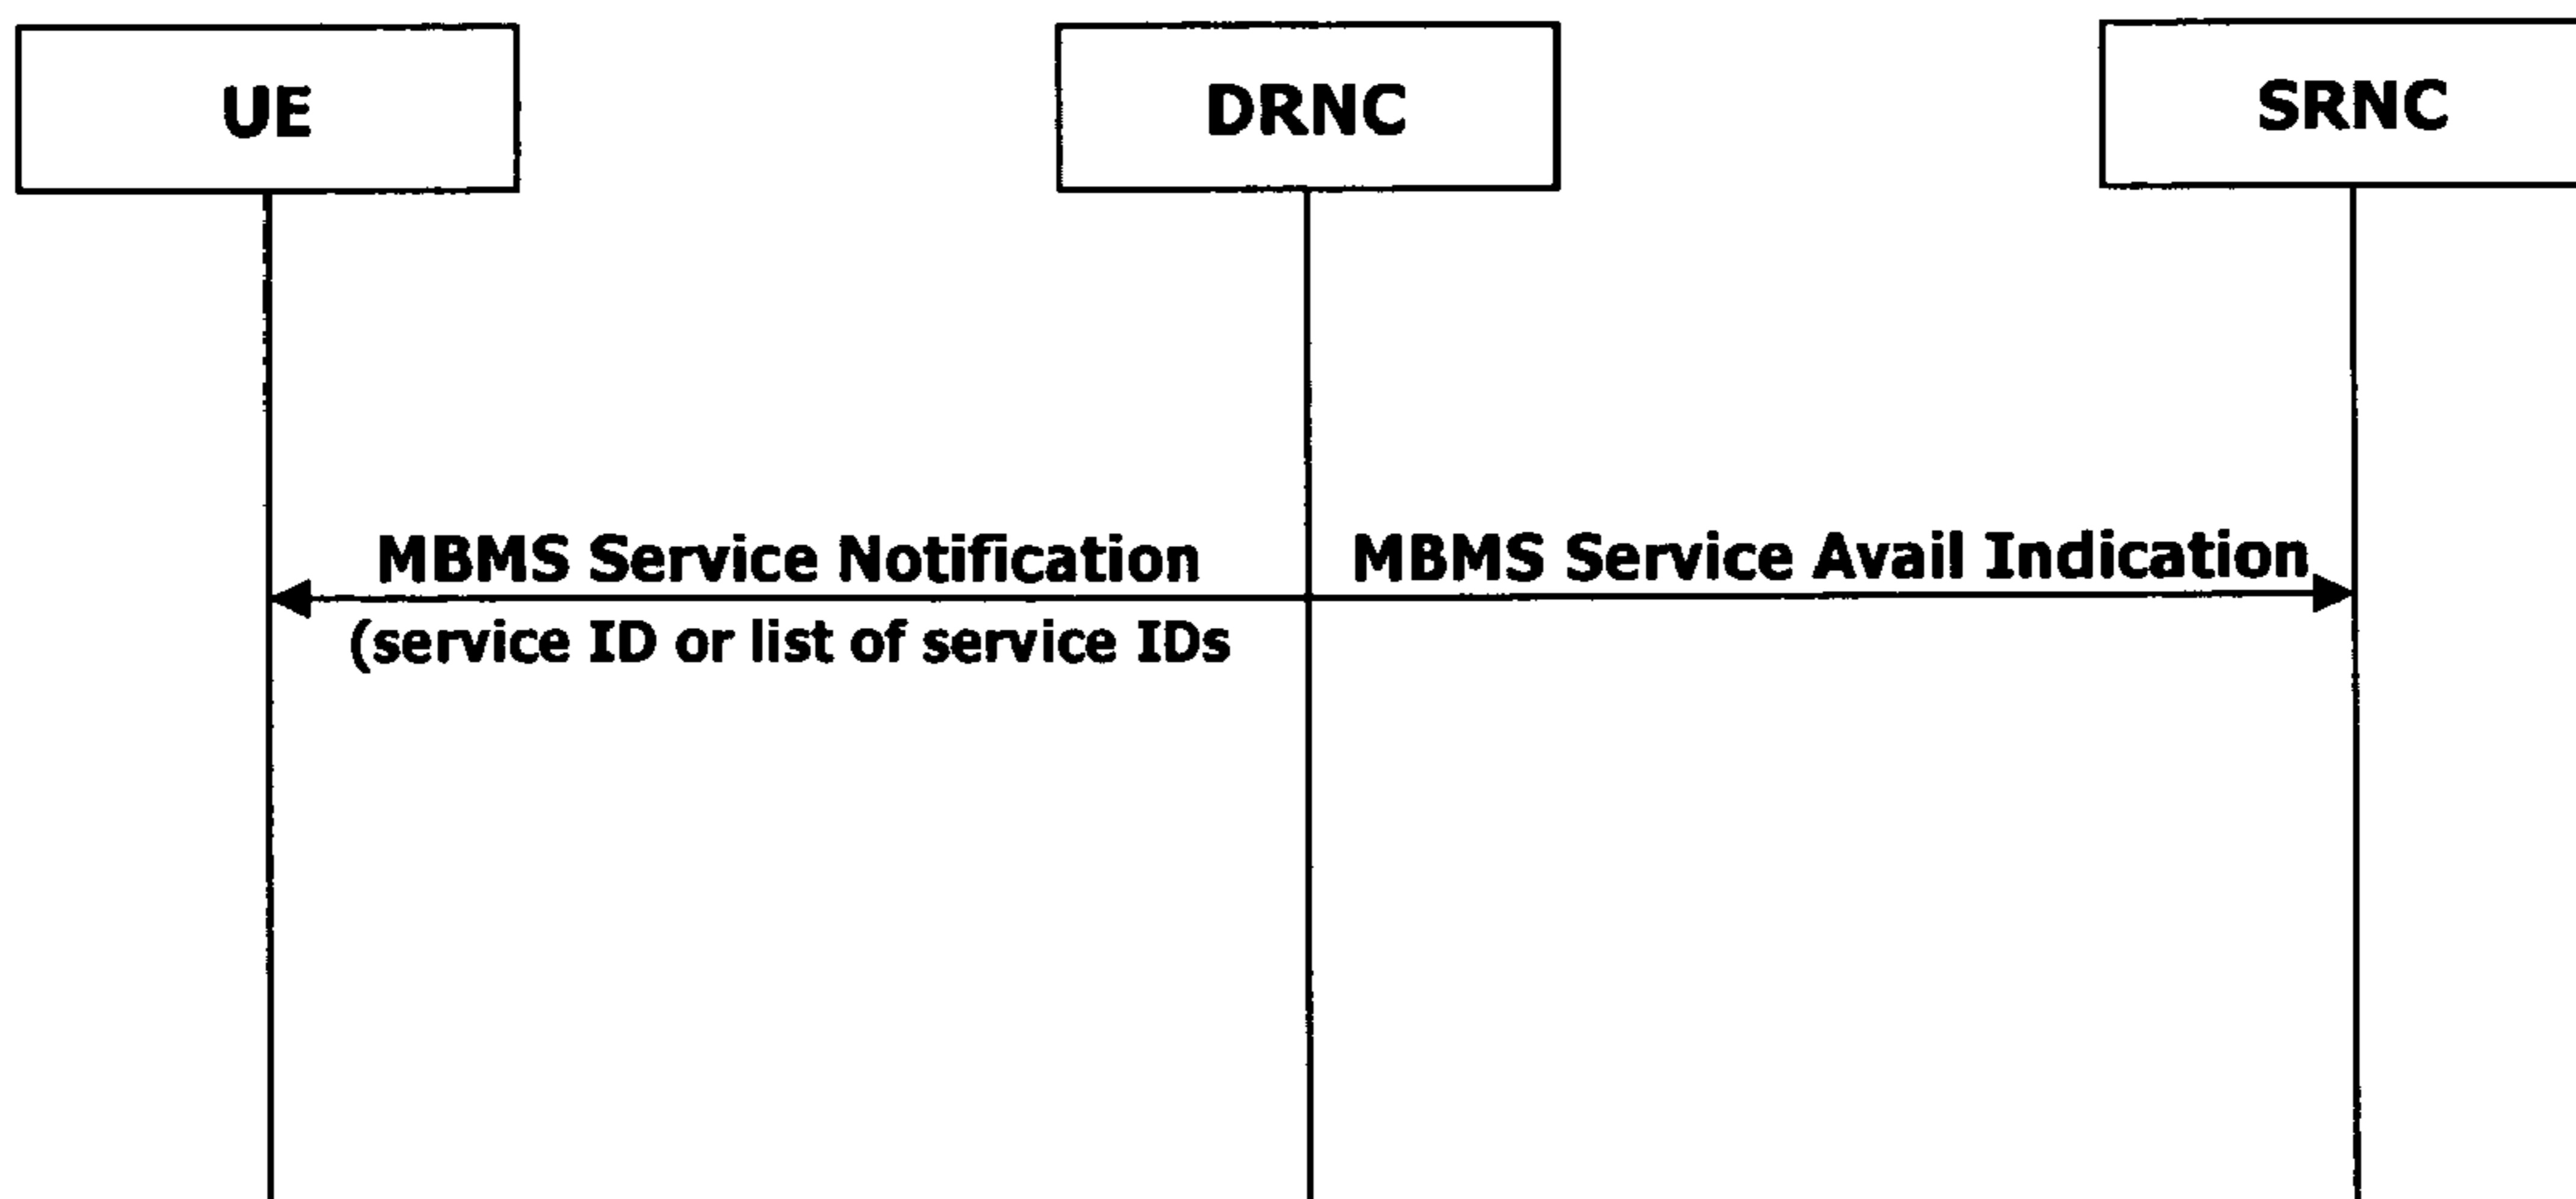 UE
DRNC
SRNC
MBMS Service Notification
MBMS Service Avail Indication
(service ID or list of service IDs